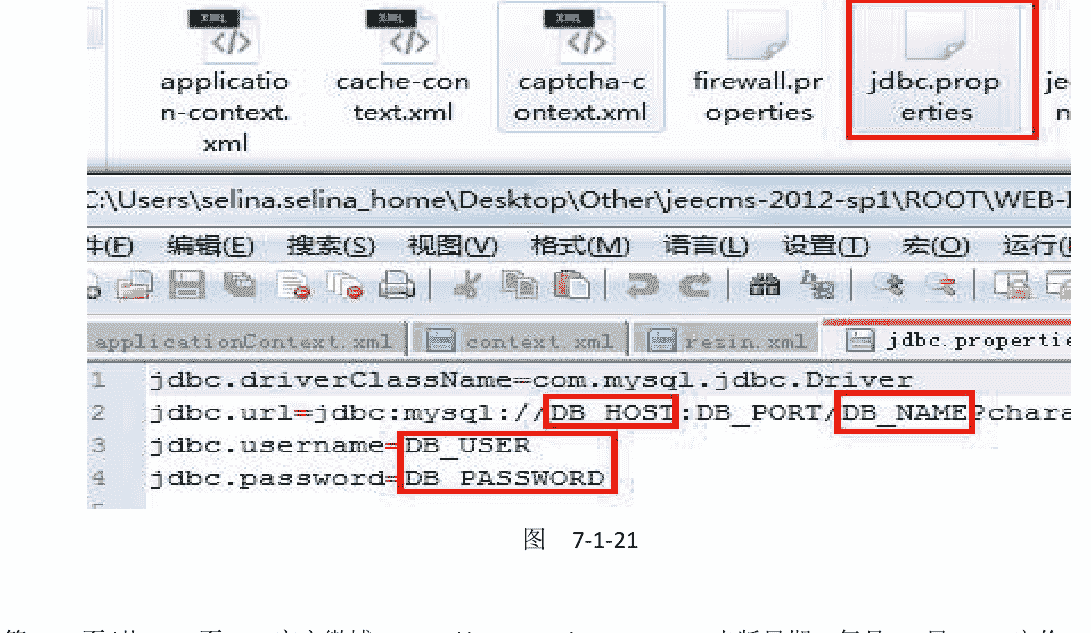 XML XML XML
applicatio cache-con captcha-c firewall.pr jdbc.prop
n-context. text.xml ontext.xml operties erties
xml
C:\Users\selina.selina_home\Desktop\Other\jeecms-2012-sp1\ROOT\WEB-
件(F) 编辑(E) 搜索(S) 视图(V) 格式(M) 语言(L) 设置(T) 宏(O) 运行
applicationContext.xml context.xml resin.xml jdbc.propertie
1 jdbc.driverClassName=com.mysql.jdbc.Driver
2 jdbc.url=jdbc:mysql://DB_HOST:DB_PORT/DB_NAME?chara
3 jdbc.username=DB_USER
4 jdbc.password=DB_PASSWORD
图 7-1-21